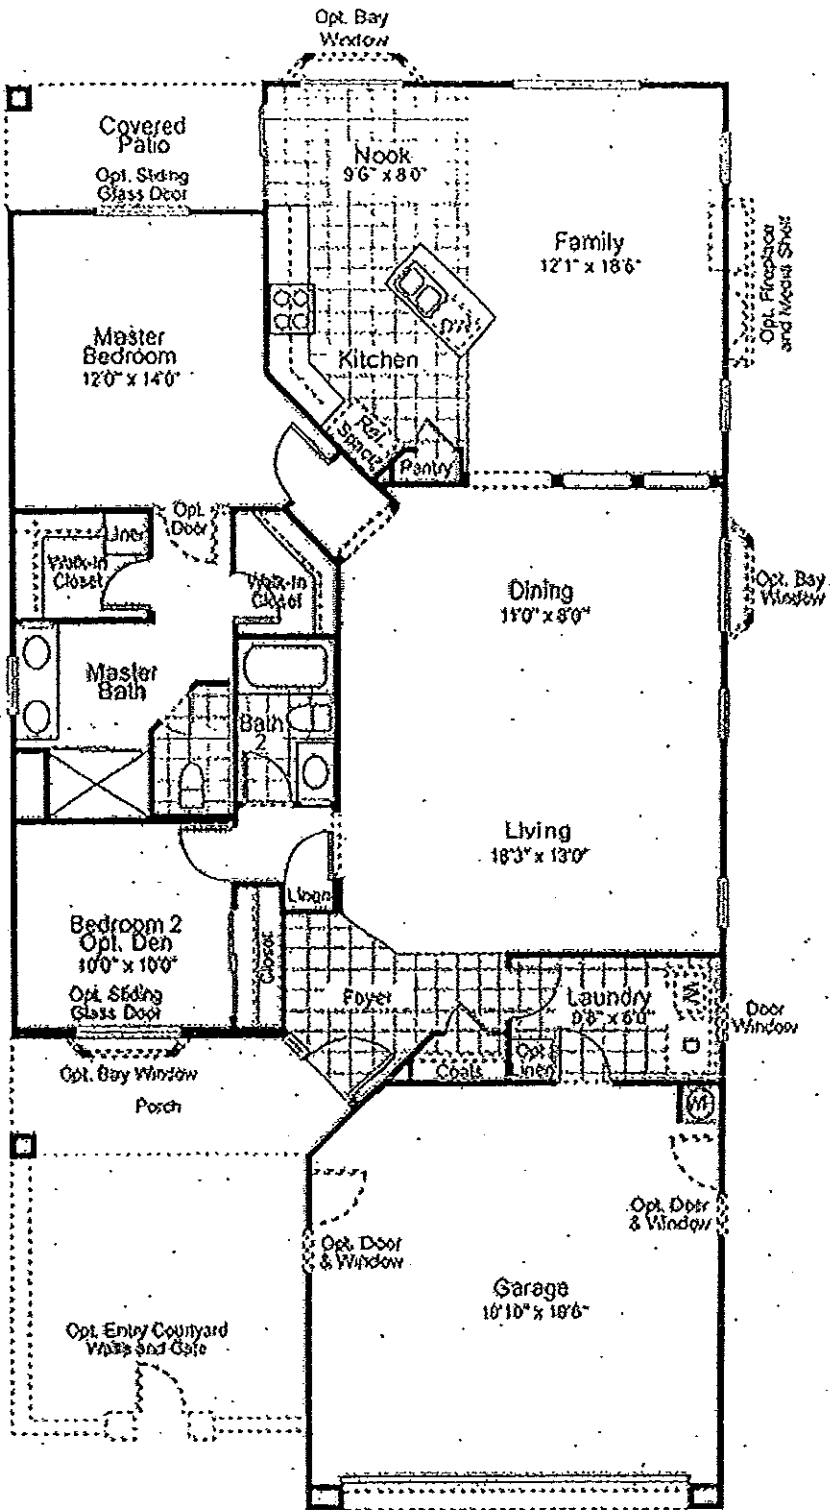 Opt. Bay
Window
Covered
Patio
Opt. Sliding
Glass Door
Nook
9'6" x 8'0"
Family
12'1" x 18'6"
Opt. Fireplace
and Media Shelf
Master
Bedroom
12'0" x 14'0"
D/W
Kitchen
Ref.
Space
Pantry
Opt.
Door
Linen
Walk-In
Closet
Walk-In
Closet
Dining
11'0" x 8'0"
Opt. Bay
Window
Master
Bath
Bath
2
Living
18'3" x 13'0"
Linen
Bedroom 2
Opt. Den
10'0" x 10'0"
Closet
Opt. Sliding
Glass Door
Foyer
Laundry
9'8" x 6'0"
W
D
Door
Window
Opt. Bay Window
Coats
Opt.
Linen
Porch
Opt. Door
& Window
Opt. Door
& Window
Garage
x 18'6"
Opt. Entry Courtyard
Walls and Gate